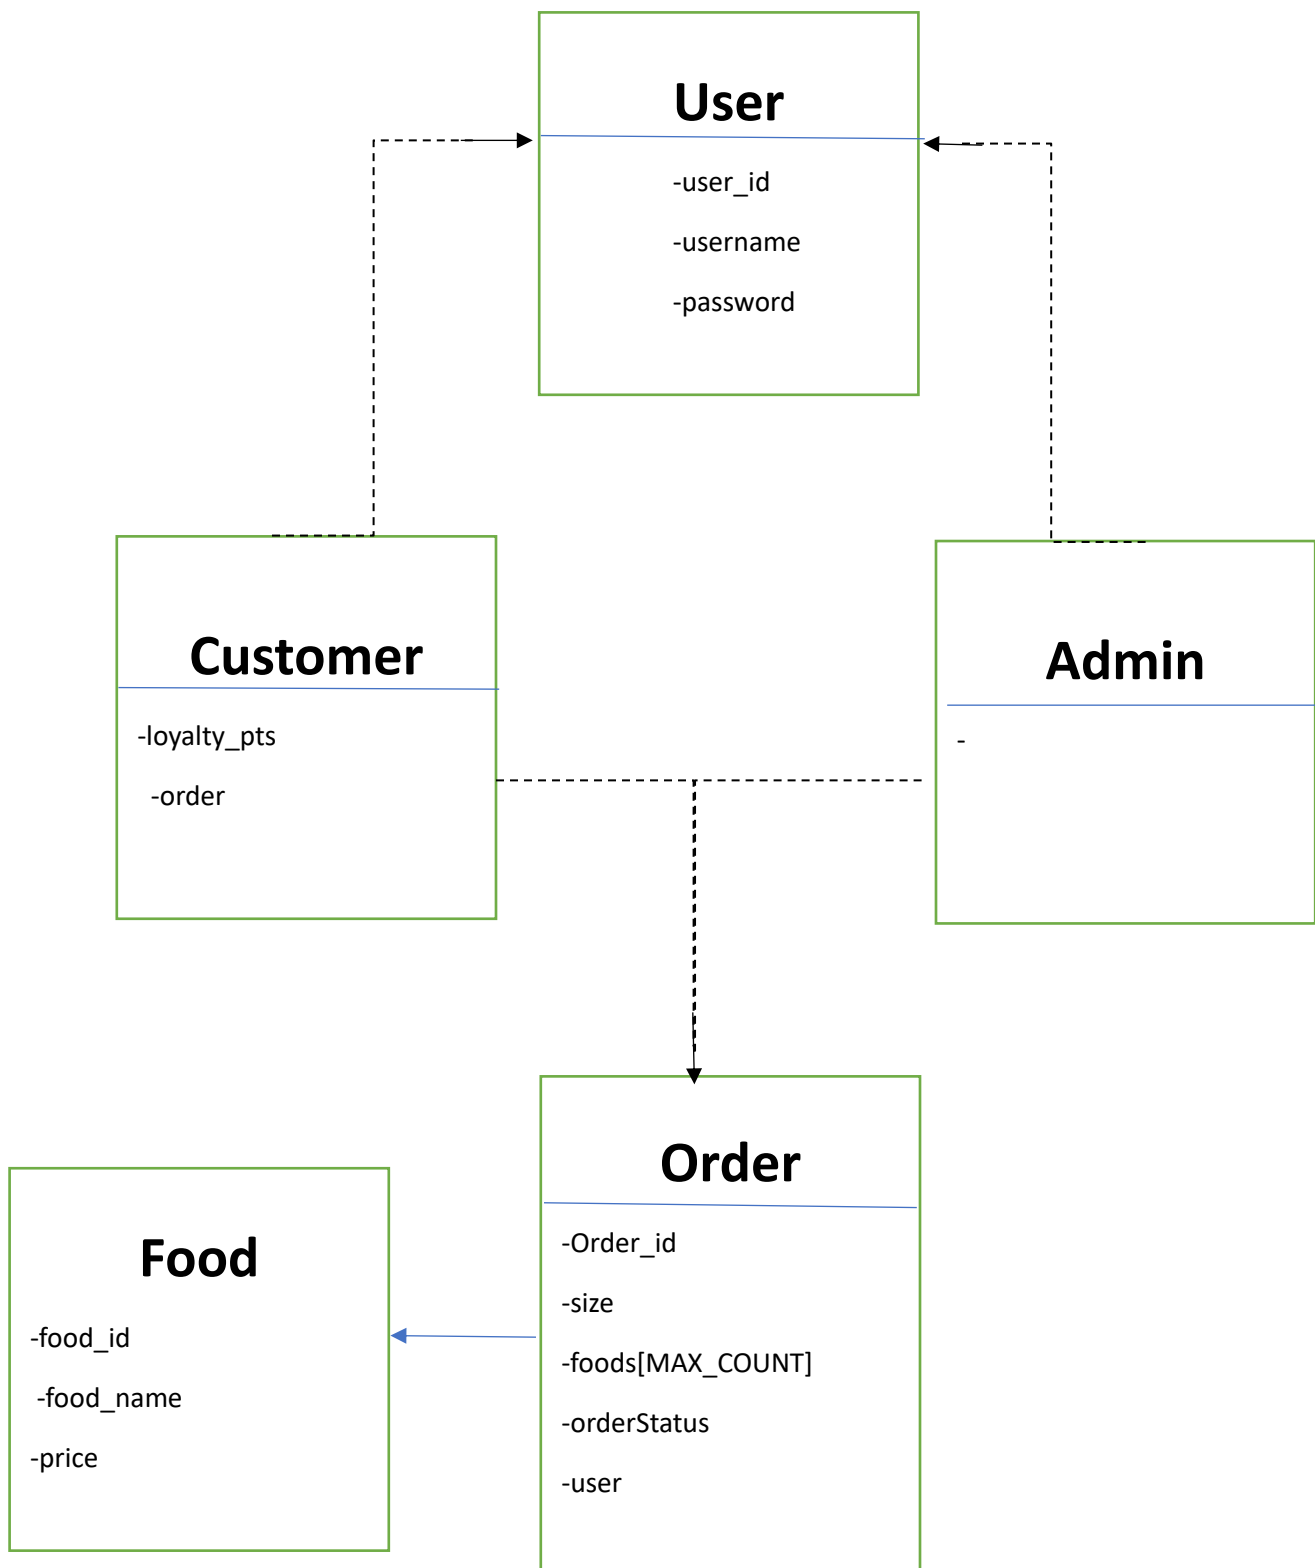 User
-user_id
-username
-password
Customer
-loyalty_pts
-order
Admin
-
Order
-Order_id
-size
-foods[MAX_COUNT]
-orderStatus
-user
Food
-food_id
-food_name
-price